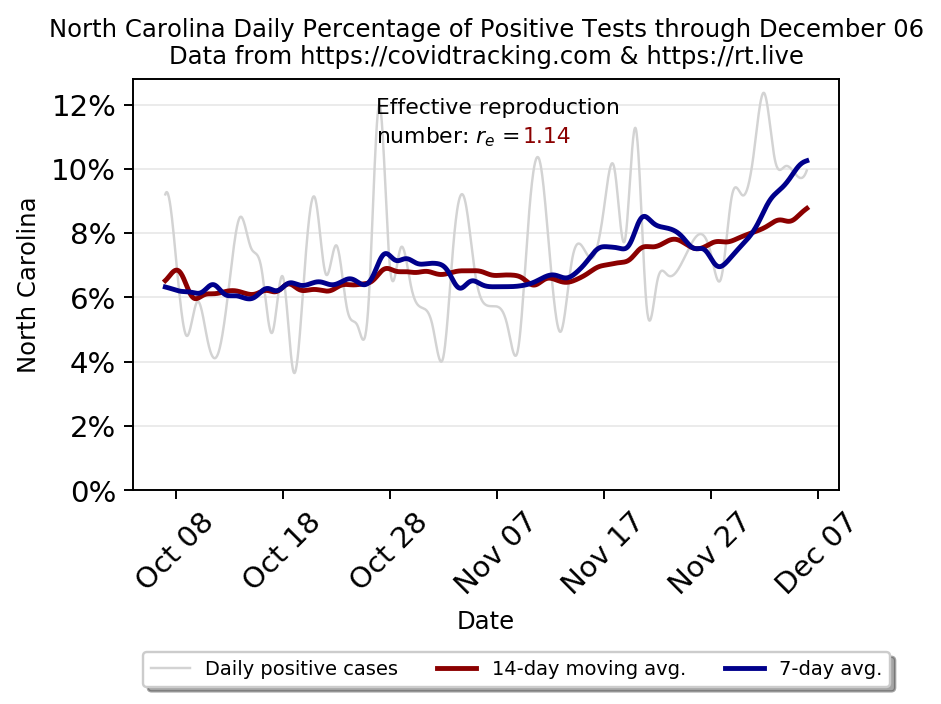 North Carolina Daily Percentage of Positive Tests through December 06
Data from https://covidtracking.com & https://rt.live
Effective reproduction
number: rₑ = 1.14
12%
10%
8%
6%
4%
2%
0%
North Carolina
Oct 08
Oct 18
Oct 28
Nov 07
Nov 17
Nov 27
Dec 07
Date
Daily positive cases
14-day moving avg.
7-day avg.